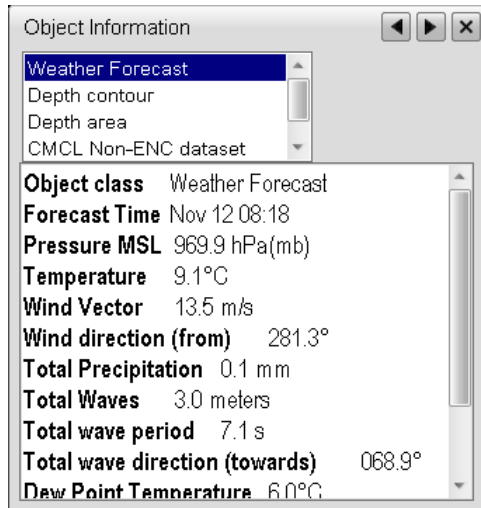 Object Information
Weather Forecast
Depth contour
Depth area
CMCL Non-ENC dataset
Object class Weather Forecast
Forecast Time Nov 12 08:18
Pressure MSL 969.9 hPa(mb)
Temperature 9.1°C
Wind Vector 13.5 m/s
Wind direction (from) 281.3°
Total Precipitation 0.1 mm
Total Waves 3.0 meters
Total wave period 7.1 s
Total wave direction (towards) 068.9°
Dew Point Temperature 6.0°C